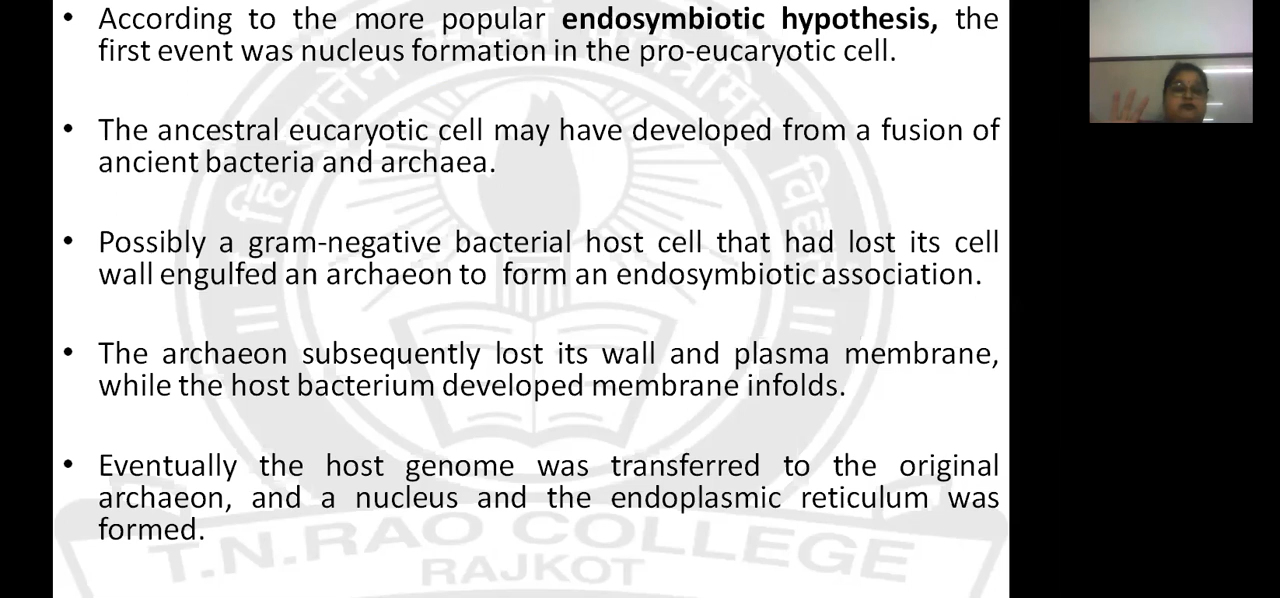 • According to the more popular endosymbiotic hypothesis, the
first event was nucleus formation in the pro-eucaryotic cell.
• The ancestral eucaryotic cell may have developed from a fusion of
ancient bacteria and archaea.
• Possibly a gram-negative bacterial host cell that had lost its cell
wall engulfed an archaeon to  form an endosymbiotic association.
• The archaeon subsequently lost its wall and plasma membrane,
while the host bacterium developed membrane infolds.
• Eventually the host genome was transferred to the original
archaeon, and a nucleus and the endoplasmic reticulum was
formed.
T.N.RAO COLLEGE
RAJKOT